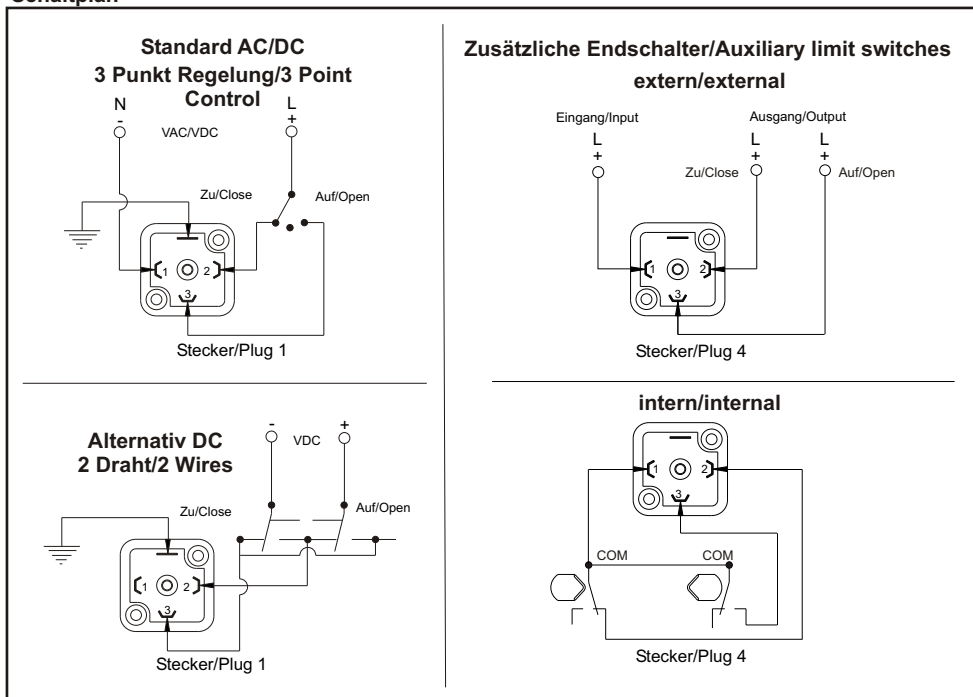 Standard AC/DC
3 Punkt Regelung/3 Point
Control
N
-
L
+
VAC/VDC
Zu/Close
Auf/Open
1
2
3
Stecker/Plug 1
Zusätzliche Endschalter/Auxiliary limit switches
extern/external
Eingang/Input
Ausgang/Output
L
+
L
+
L
+
Zu/Close
Auf/Open
1
2
3
Stecker/Plug 4
Alternativ DC
2 Draht/2 Wires
-
+
VDC
Zu/Close
Auf/Open
1
2
3
Stecker/Plug 1
intern/internal
1
2
3
COM
COM
Stecker/Plug 4